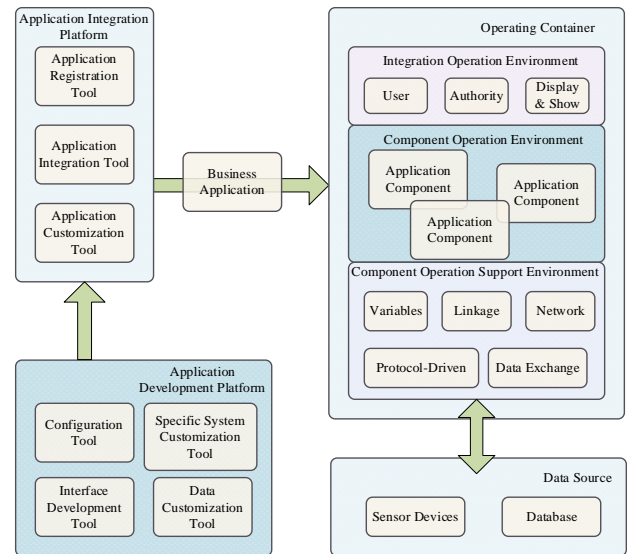 Application Integration
Platform
Application
Registration
Tool
Application
Integration Tool
Application
Customization
Tool
Business
Application
Operating Container
Integration Operation Environment
User
Authority
Display
& Show
Component Operation Environment
Application
Component
Application
Component
Application
Component
Component Operation Support Environment
Variables
Linkage
Network
Protocol-Driven
Data Exchange
Application
Development Platform
Configuration
Tool
Specific System
Customization
Tool
Interface
Development
Tool
Data
Customization
Tool
Data Source
Sensor Devices
Database